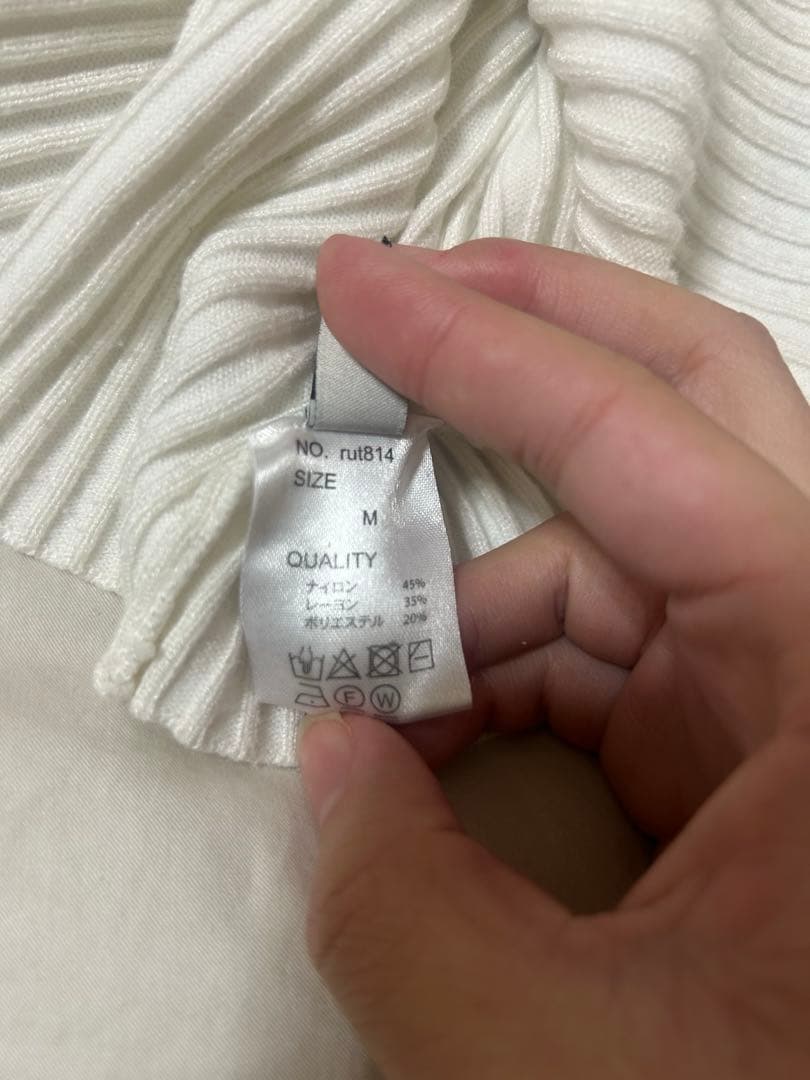 NO. rut814
SIZE
M
QUALITY
ナイロン 45%
レーヨン 35%
ポリエステル 20%
F W